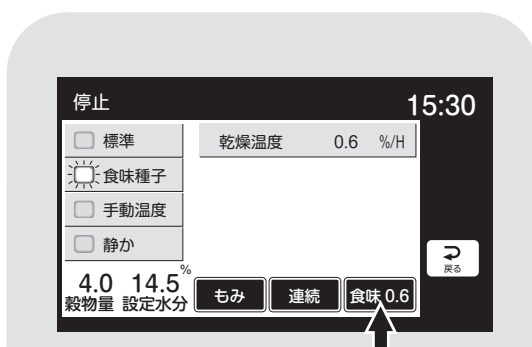 停止 15:30
標準
乾燥温度 0.6 %/H
食味種子
手動温度
静か
戻る
4.0 14.5%
穀物量 設定水分
もみ 連続 食味 0.6